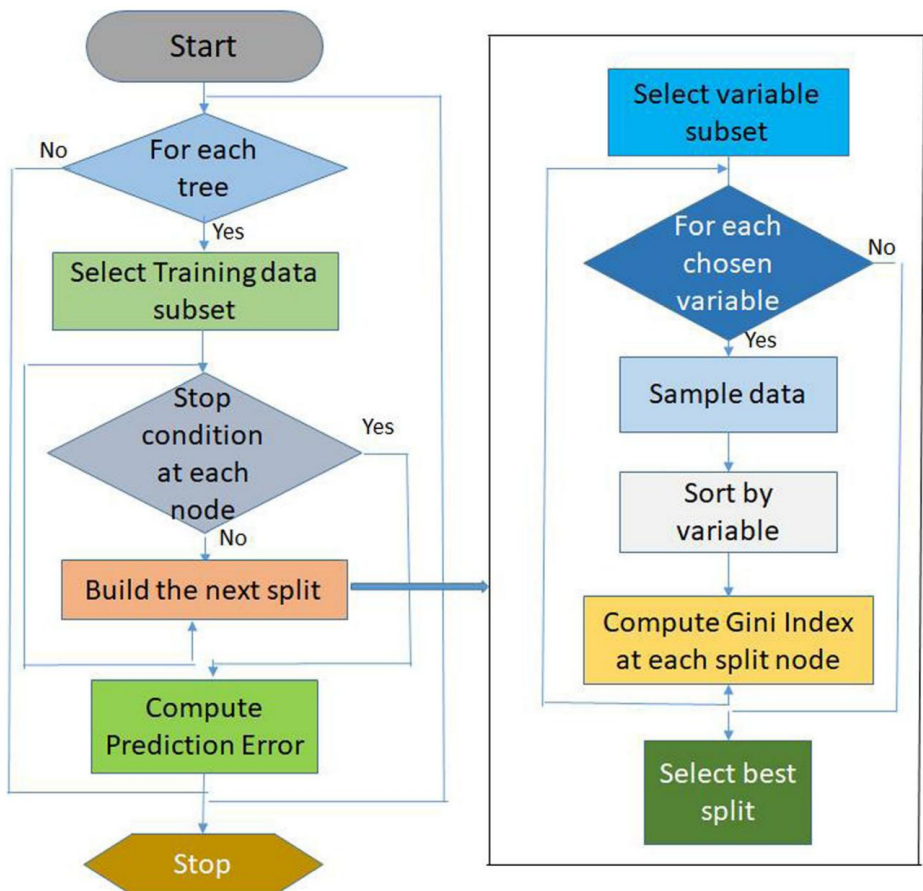 Start
No
For each
tree
Yes
Select Training data
subset
Stop
condition
at each
node
Yes
No
Build the next split
Compute
Prediction Error
Stop
Select variable
subset
For each
chosen
variable
No
Yes
Sample data
Sort by
variable
Compute Gini Index
at each split node
Select best
split